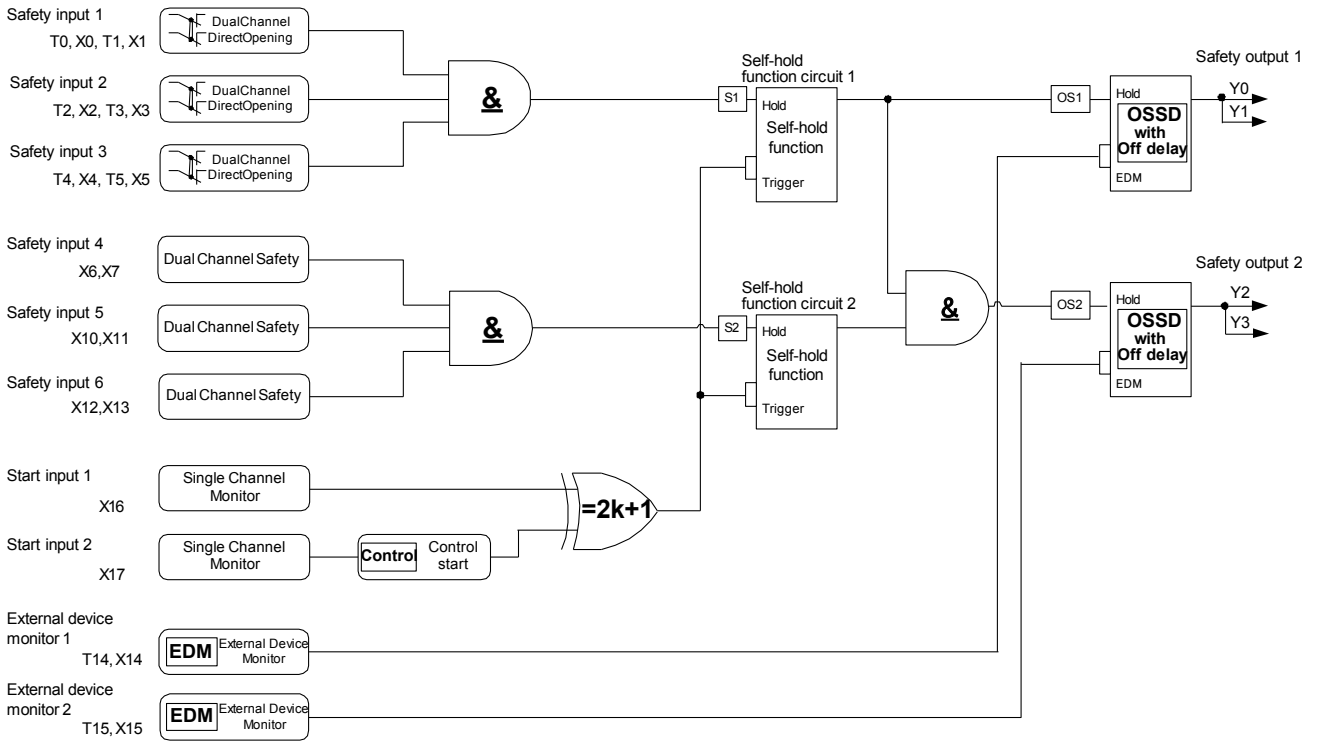 Safety input 1
T0, X0, T1, X1
DualChannel
DirectOpening
Safety input 2
T2, X2, T3, X3
DualChannel
DirectOpening
Safety input 3
T4, X4, T5, X5
DualChannel
DirectOpening
&
S1
Self-hold
function circuit 1
Hold
Self-hold
function
Trigger
OS1
Hold
OSSD
with
Off delay
EDM
Safety output 1
Y0
Y1
Safety input 4
X6,X7
Dual Channel Safety
Safety input 5
X10,X11
Dual Channel Safety
Safety input 6
X12,X13
Dual Channel Safety
&
S2
Self-hold
function circuit 2
Hold
Self-hold
function
Trigger
&
OS2
Hold
OSSD
with
Off delay
EDM
Safety output 2
Y2
Y3
Start input 1
X16
Single Channel
Monitor
Start input 2
X17
Single Channel
Monitor
Control
Control
start
=2k+1
External device
monitor 1
T14, X14
EDM
External Device
Monitor
External device
monitor 2
T15, X15
EDM
External Device
Monitor